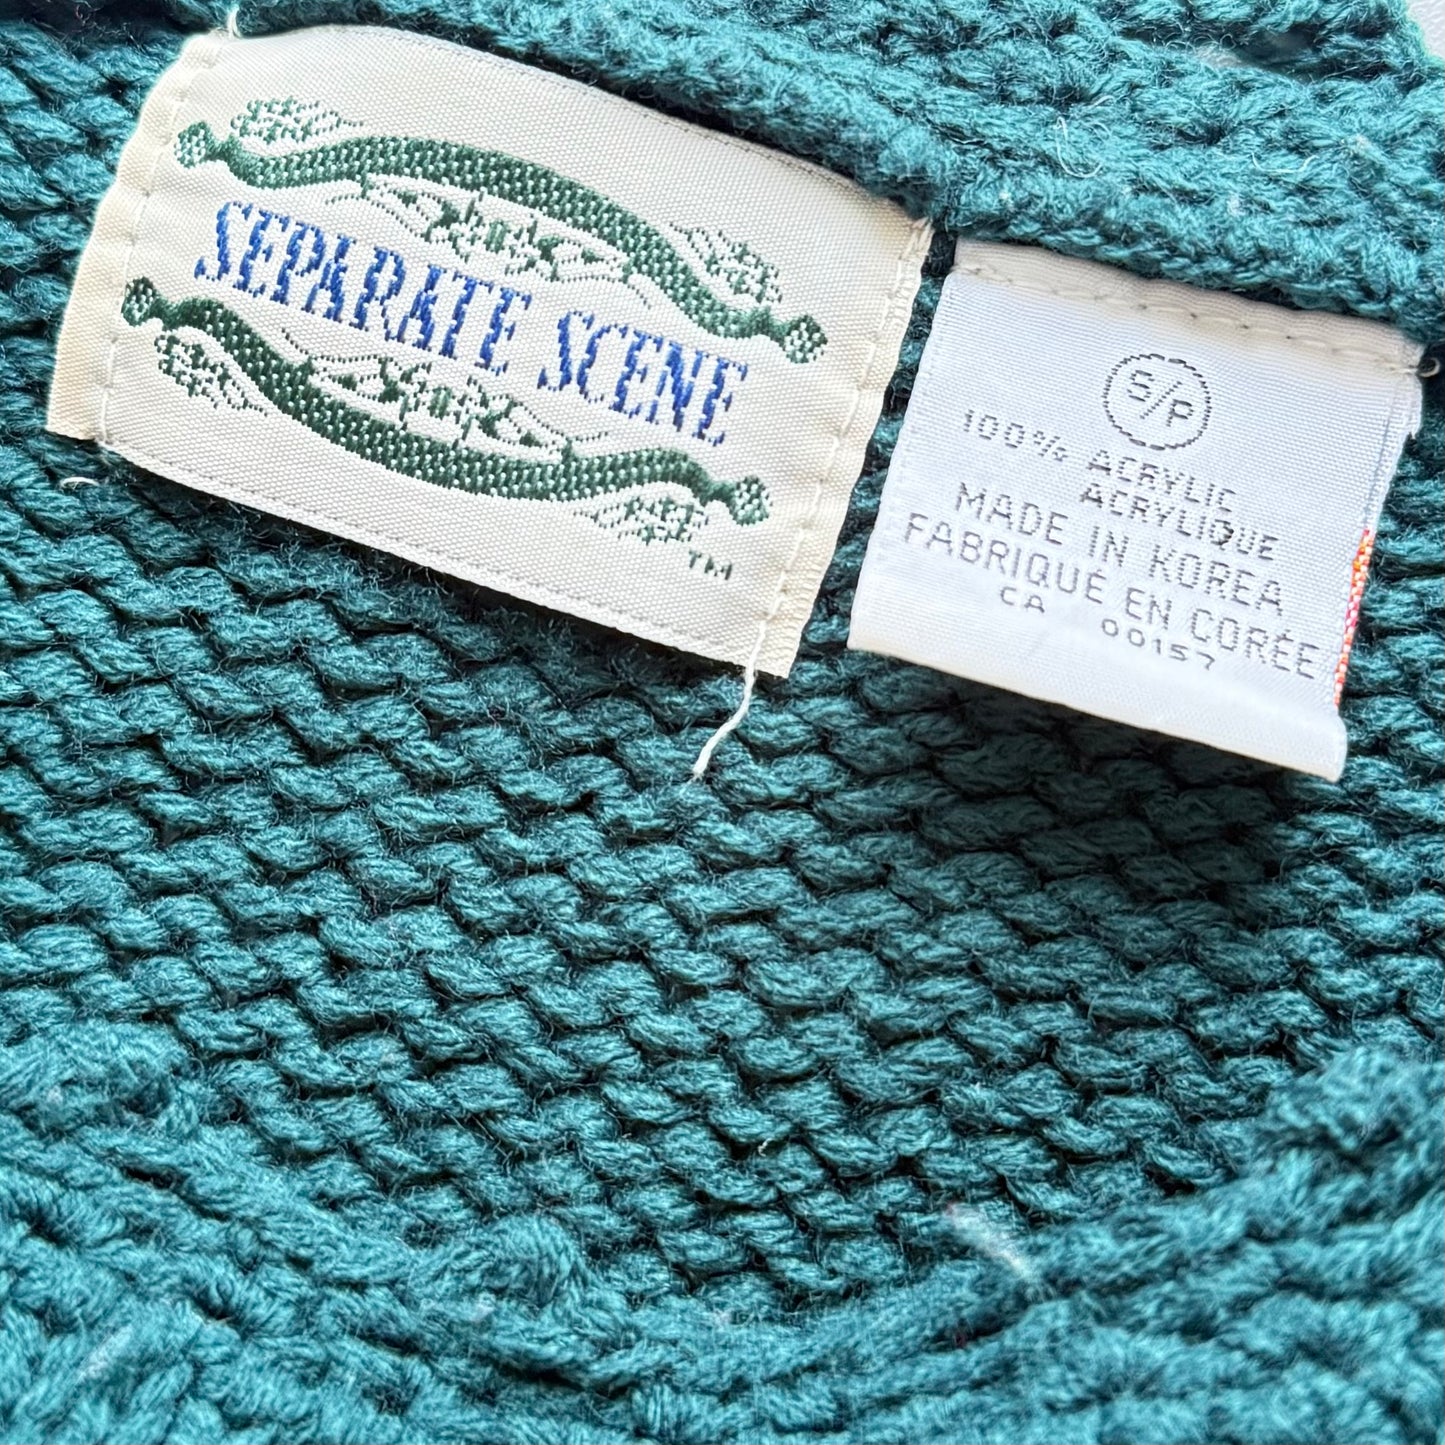 SEPARATE SCENE
TM
S/P
100% ACRYLIC
ACRYLIQUE
MADE IN KOREA
FABRIQUÉ EN CORÉE
CA 00157